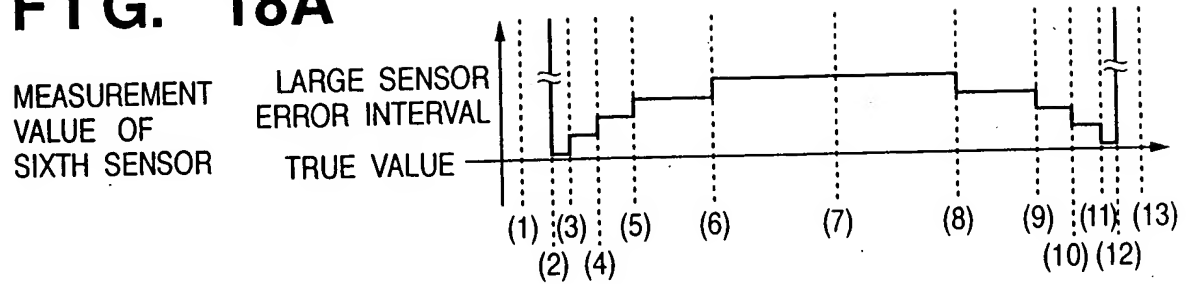 FIG. 18A
MEASUREMENT
VALUE OF
SIXTH SENSOR
LARGE SENSOR
ERROR INTERVAL
TRUE VALUE
(1) (3) (5) (6) (7) (8) (9) (11) (13)
(2) (4) (10) (12)